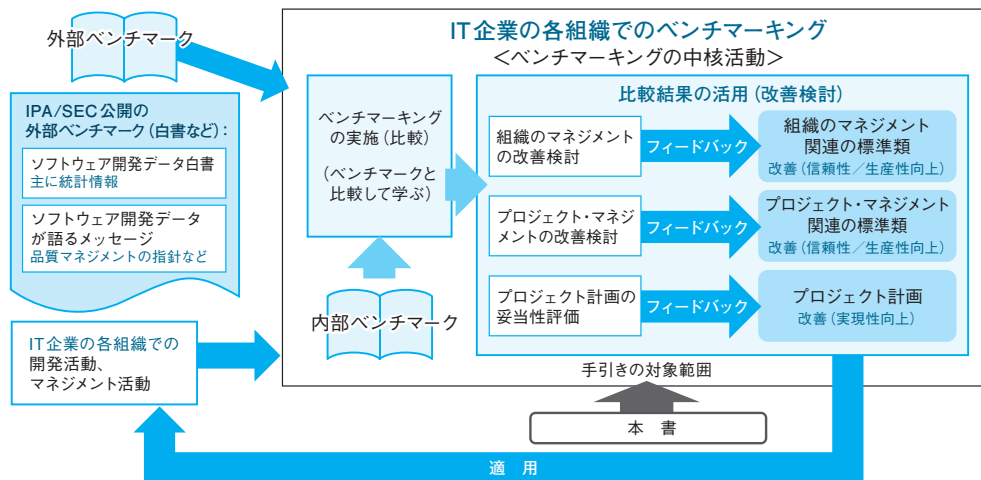 外部ベンチマーク
IPA/SEC公開の
外部ベンチマーク(白書など):
ソフトウェア開発データ白書
主に統計情報
ソフトウェア開発データ
が語るメッセージ
品質マネジメントの指針など
IT企業の各組織での
開発活動、
マネジメント活動
IT企業の各組織でのベンチマーキング
<ベンチマーキングの中核活動>
ベンチマーキング
の実施(比較)
(ベンチマークと
比較して学ぶ)
内部ベンチマーク
比較結果の活用(改善検討)
組織のマネジメント
の改善検討
フィードバック
組織のマネジメント
関連の標準類
改善(信頼性/生産性向上)
プロジェクト・マネジ
メントの改善検討
フィードバック
プロジェクト・マネジメント
関連の標準類
改善(信頼性/生産性向上)
プロジェクト計画の
妥当性評価
フィードバック
プロジェクト計画
改善(実現性向上)
手引きの対象範囲
本 書
適 用